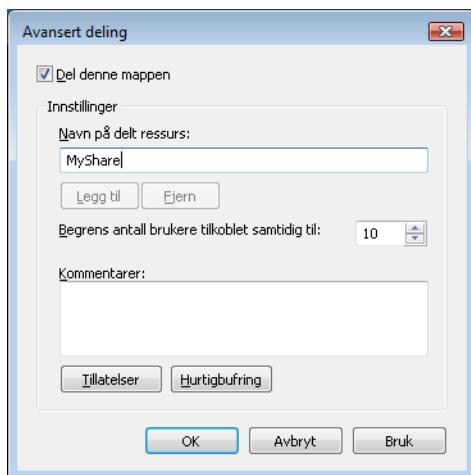 Avansert deling
Del denne mappen
Innstillinger
Navn på delt ressurs:
MyShare
Legg til Fjern
Begrens antall brukere tilkoblet samtidig til: 10
Kommentarer:
Tillatelser Hurtigbufring
OK Avbryt Bruk